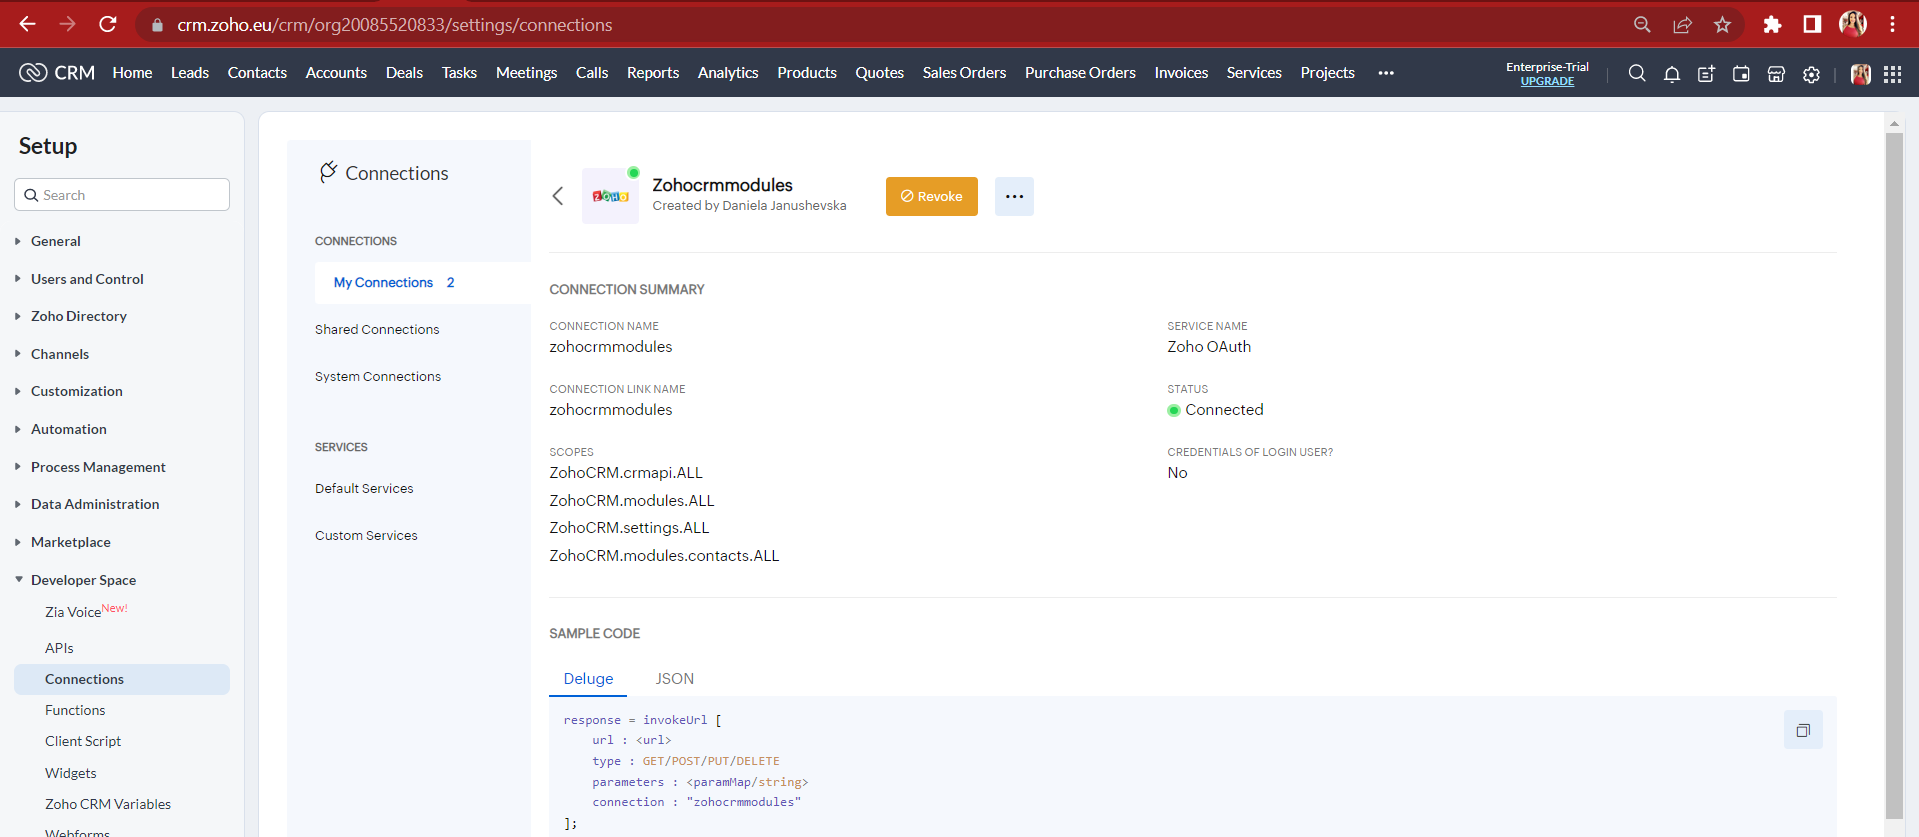 crm.zoho.eu/crm/org20085520833/settings/connections
CRM Home Leads Contacts Accounts Deals Tasks Meetings Calls Reports Analytics Products Quotes Sales Orders Purchase Orders Invoices Services Projects ... Enterprise-Trial
UPGRADE
Setup
Search
General
Users and Control
Zoho Directory
Channels
Customization
Automation
Process Management
Data Administration
Marketplace
Developer Space
Zia Voice New!
APIs
Connections
Functions
Client Script
Widgets
Zoho CRM Variables
Webforms
Connections
CONNECTIONS
My Connections 2
Shared Connections
System Connections
SERVICES
Default Services
Custom Services
ZOHO
Zohocrmmodules
Created by Daniela Janushevska
Revoke
...
CONNECTION SUMMARY
CONNECTION NAME
zohocrmmodules
SERVICE NAME
Zoho OAuth
CONNECTION LINK NAME
zohocrmmodules
STATUS
Connected
SCOPES
ZohoCRM.crmapi.ALL
ZohoCRM.modules.ALL
ZohoCRM.settings.ALL
ZohoCRM.modules.contacts.ALL
CREDENTIALS OF LOGIN USER?
No
SAMPLE CODE
Deluge JSON
response = invokeUrl [
url : <url>
type : GET/POST/PUT/DELETE
parameters : <paramMap/string>
connection : "zohocrmmodules"
];